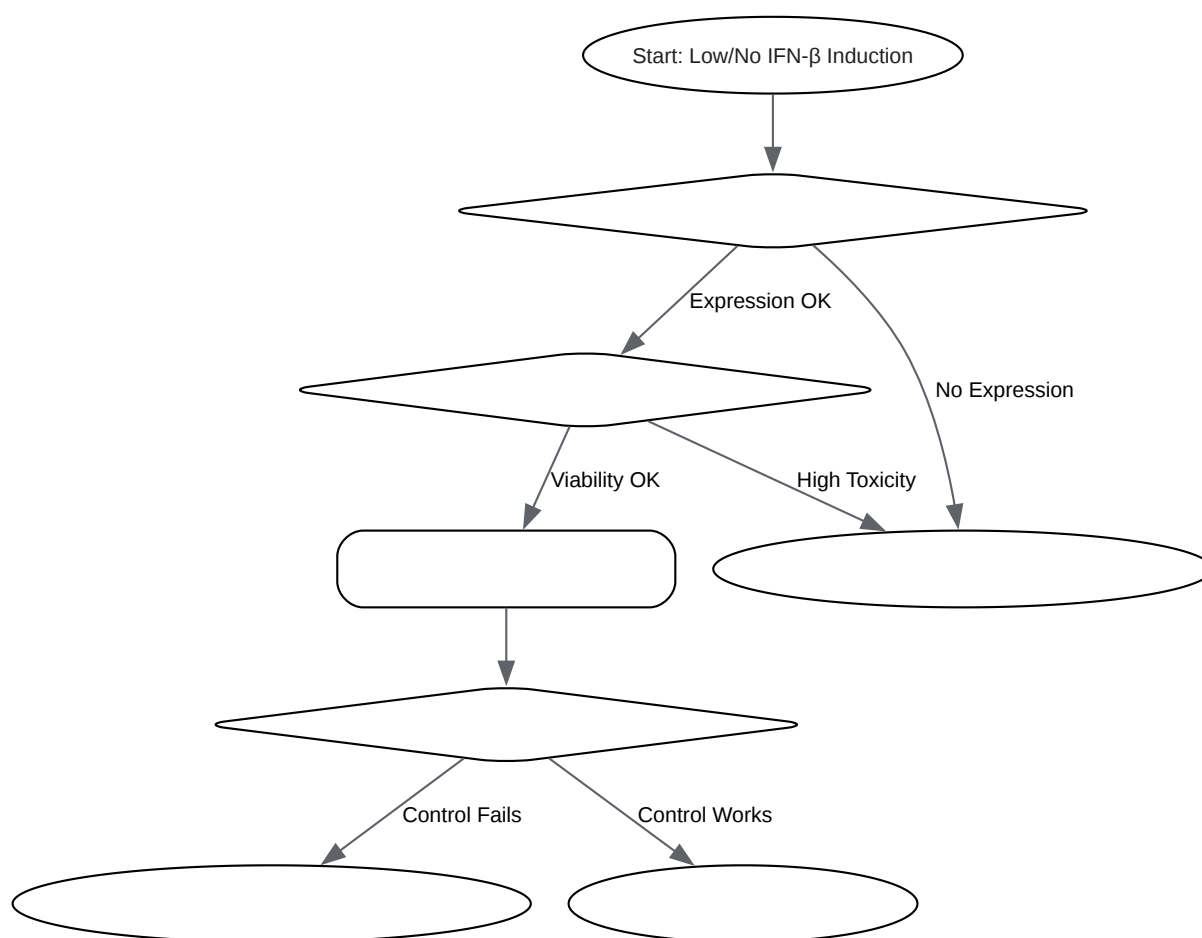 Start: Low/No IFN-β Induction
Expression OK
No Expression
Viability OK
High Toxicity
Control Fails
Control Works